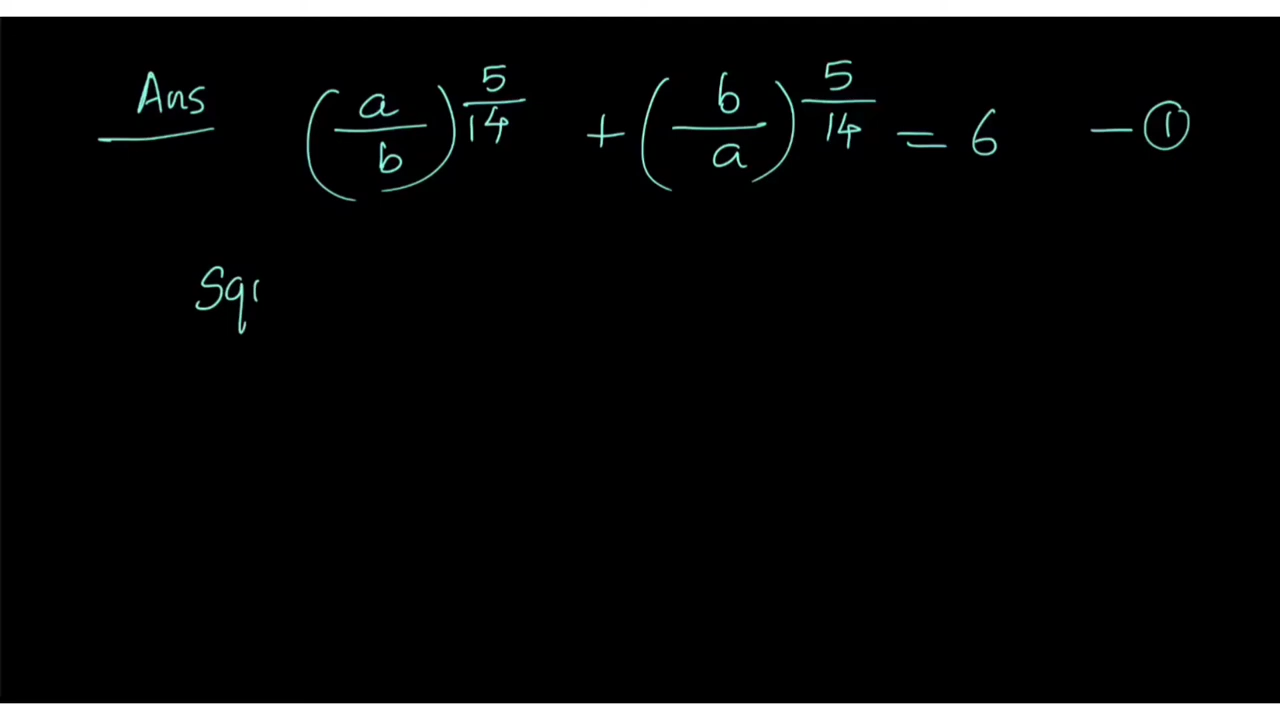 Ans (a/b)^(5/14) + (b/a)^(5/14) = 6 — ①
Sq